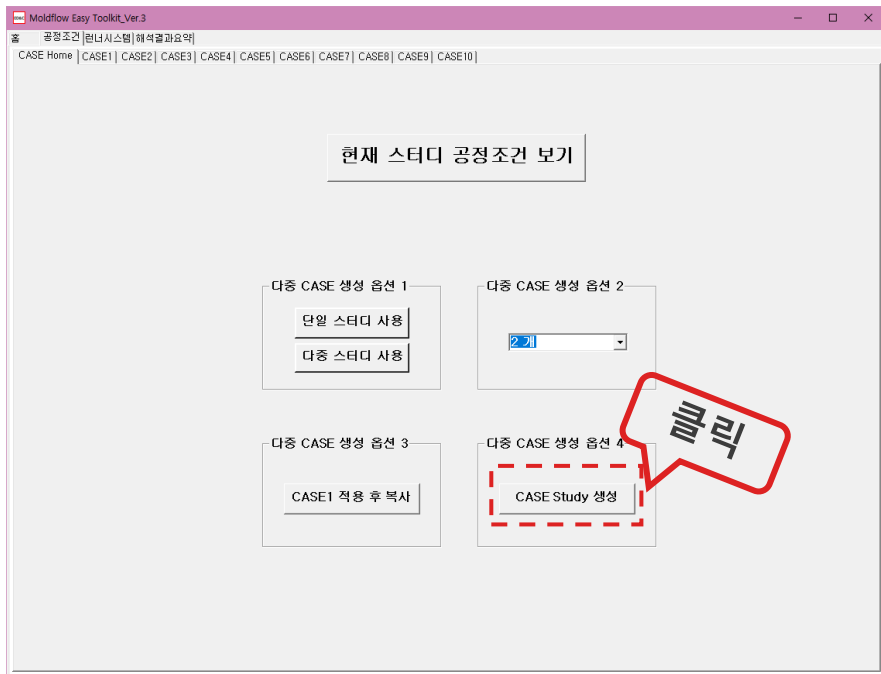 Moldflow Easy Toolkit_Ver.3
홈 공정조건 런너시스템 해석결과요약
CASE Home CASE1 CASE2 CASE3 CASE4 CASE5 CASE6 CASE7 CASE8 CASE9 CASE10
현재 스터디 공정조건 보기
다중 CASE 생성 옵션 1
단일 스터디 사용
다중 스터디 사용
다중 CASE 생성 옵션 2
2 개
다중 CASE 생성 옵션 3
CASE1 적용 후 복사
다중 CASE 생성 옵션 4
CASE Study 생성
클릭